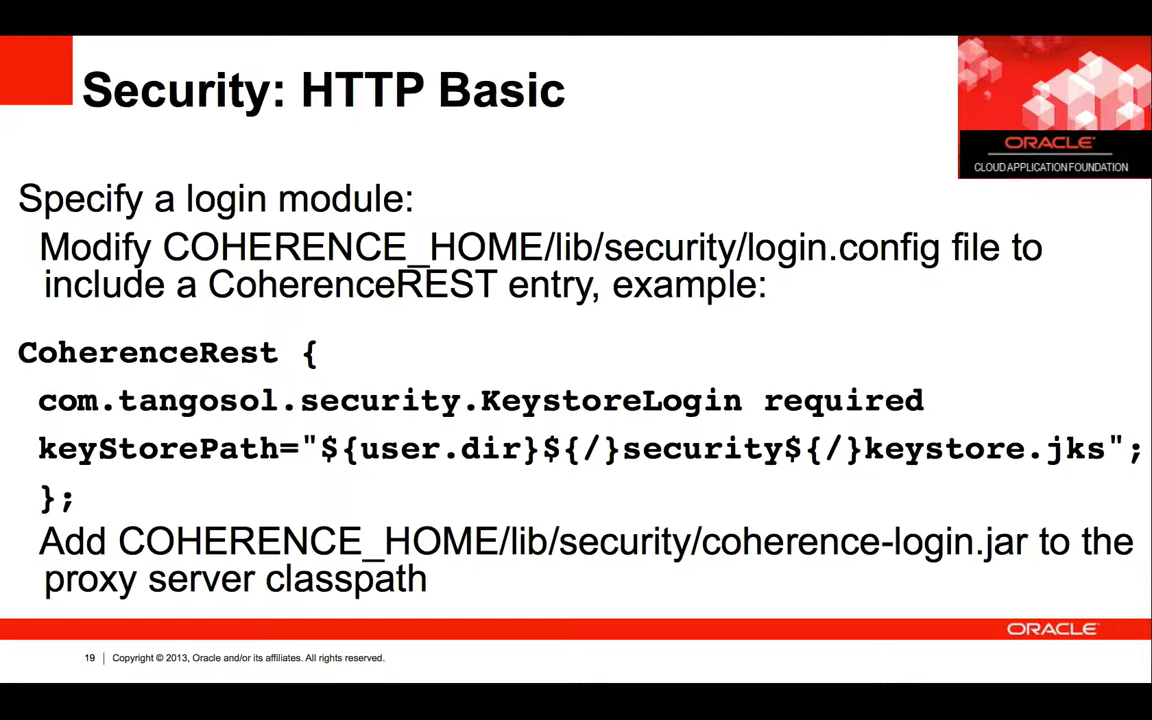 Security: HTTP Basic
ORACLE
CLOUD APPLICATION FOUNDATION
Specify a login module:
Modify COHERENCE_HOME/lib/security/login.config file to
include a CoherenceREST entry, example:
CoherenceRest {
com.tangosol.security.KeystoreLogin required
keyStorePath="${user.dir}${/}security${/}keystore.jks";
};
Add COHERENCE_HOME/lib/security/coherence-login.jar to the
proxy server classpath
ORACLE
19 | Copyright © 2013, Oracle and/or its affiliates. All rights reserved.